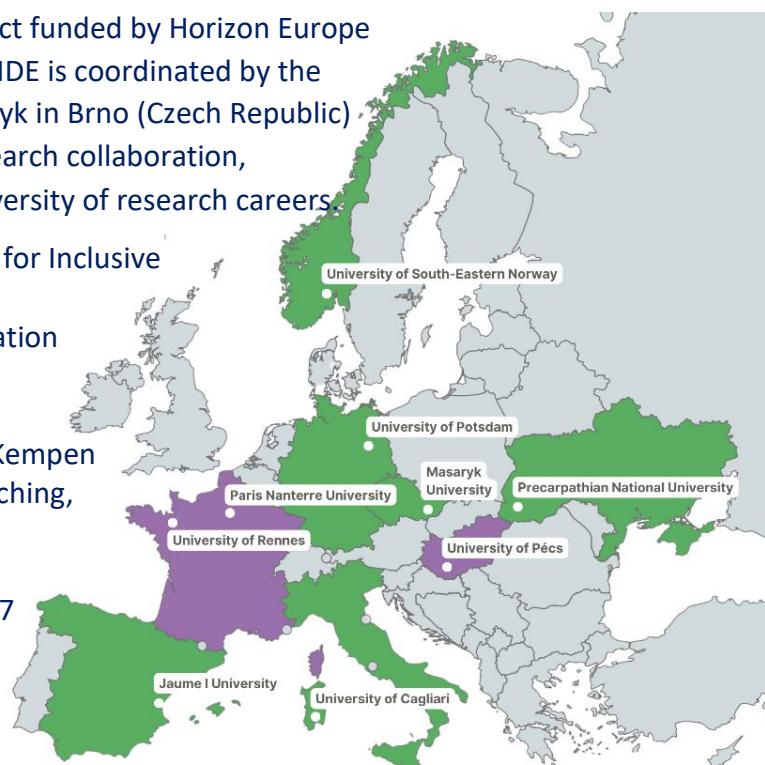 ct funded by Horizon Europe
IDE is coordinated by the
yk in Brno (Czech Republic)
earch collaboration,
versity of research careers.
for Inclusive
University of South-Eastern Norway
ation
University of Potsdam
Kempen
ching,
Masaryk
University
Precarpathian National University
Paris Nanterre University
University of Rennes
University of Pécs
7
Jaume I University
University of Cagliari